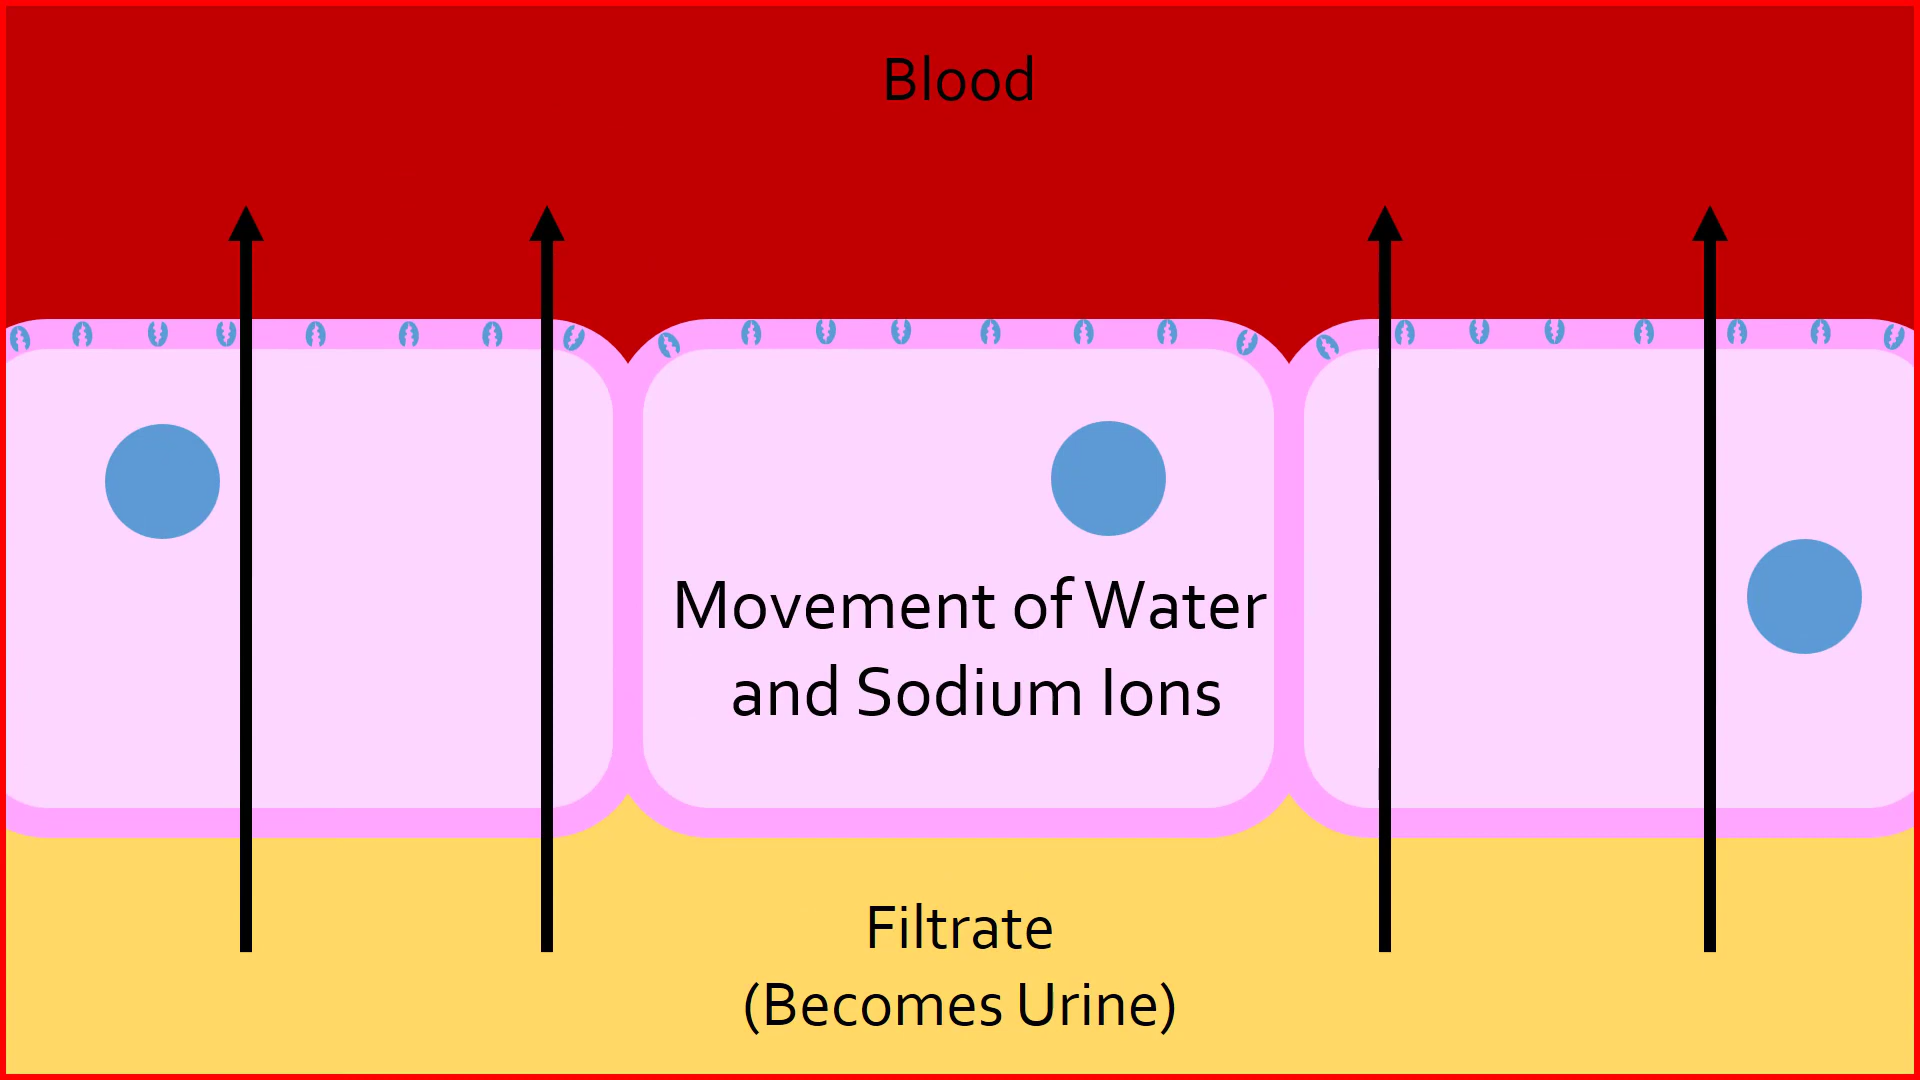 Blood
Movement of Water
and Sodium Ions
Filtrate
(Becomes Urine)